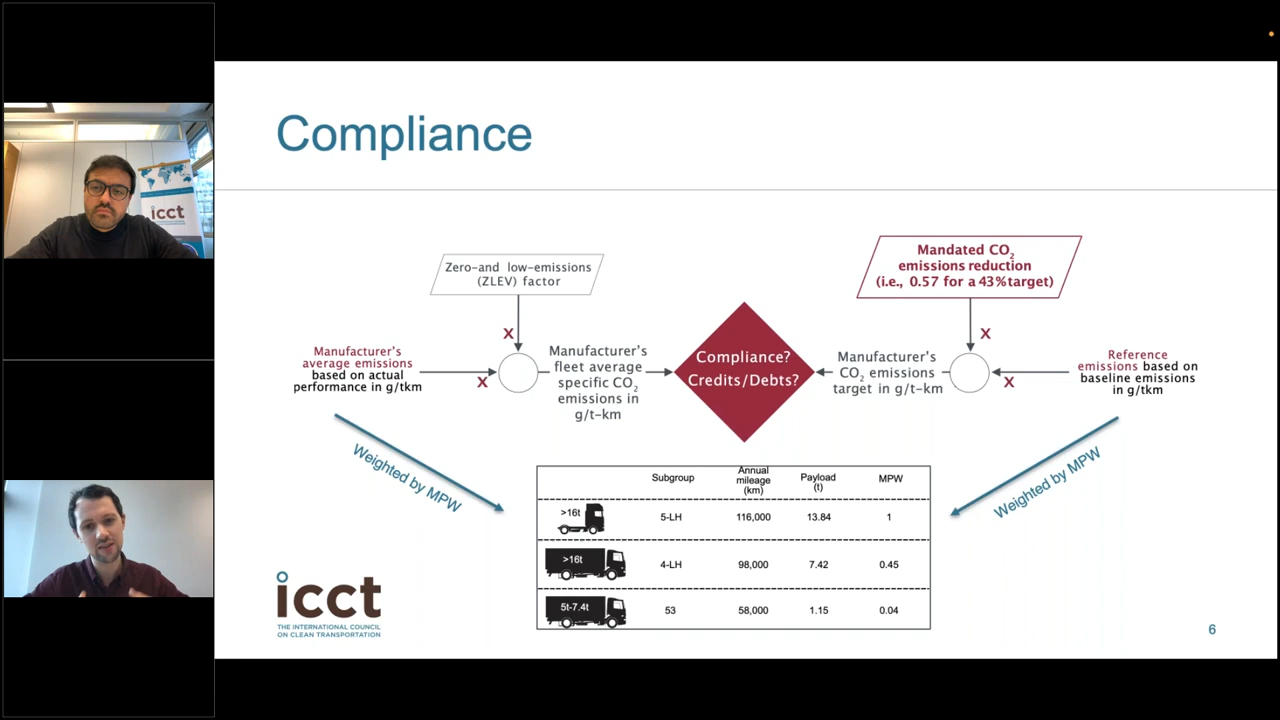 icct
Compliance
Zero-and low-emissions
(ZLEV) factor
Mandated CO2
emissions reduction
(i.e., 0.57 for a 43%target)
X
X
Manufacturer's
average emissions
based on actual
performance in g/tkm
X
Manufacturer's
fleet average
specific CO2
emissions in
g/t-km
Compliance?
Credits/Debts?
Manufacturer's
CO2 emissions
target in g/t-km
X
Reference
emissions based on
baseline emissions
in g/tkm
Weighted by MPW
Weighted by MPW
Subgroup
Annual
mileage
(km)
Payload
(t)
MPW
>16t
5-LH
116,000
13.84
1
>16t
4-LH
98,000
7.42
0.45
5t-7.4t
53
58,000
1.15
0.04
icct
THE INTERNATIONAL COUNCIL
ON CLEAN TRANSPORTATION
6